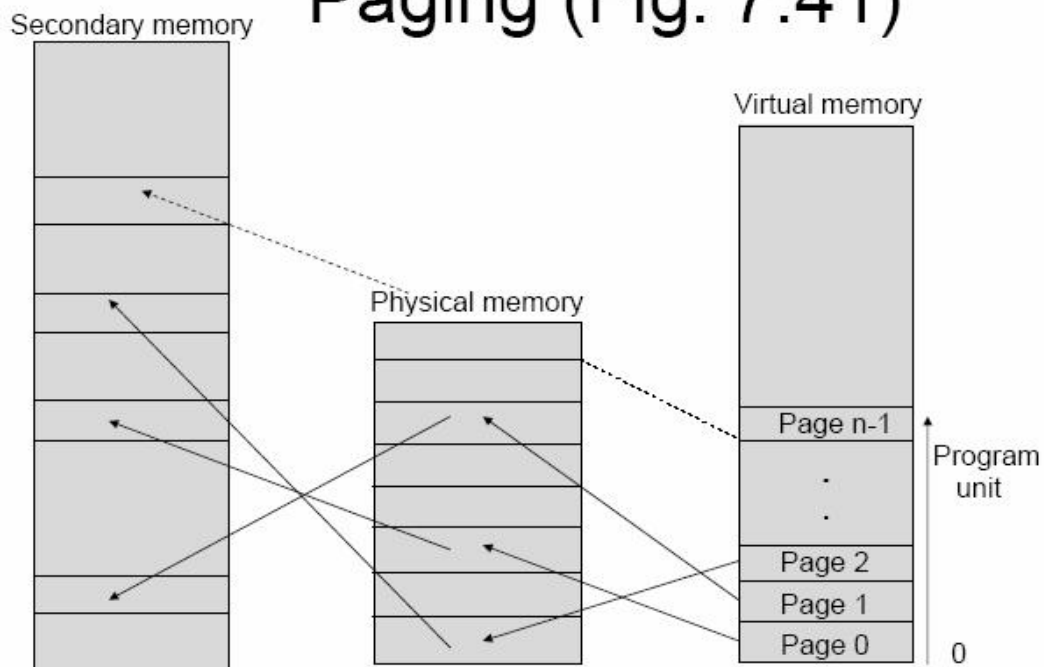 Paging (Fig. 7.41)
Secondary memory
Virtual memory
Physical memory
Page n-1
.
.
Program
unit
Page 2
Page 1
Page 0
0